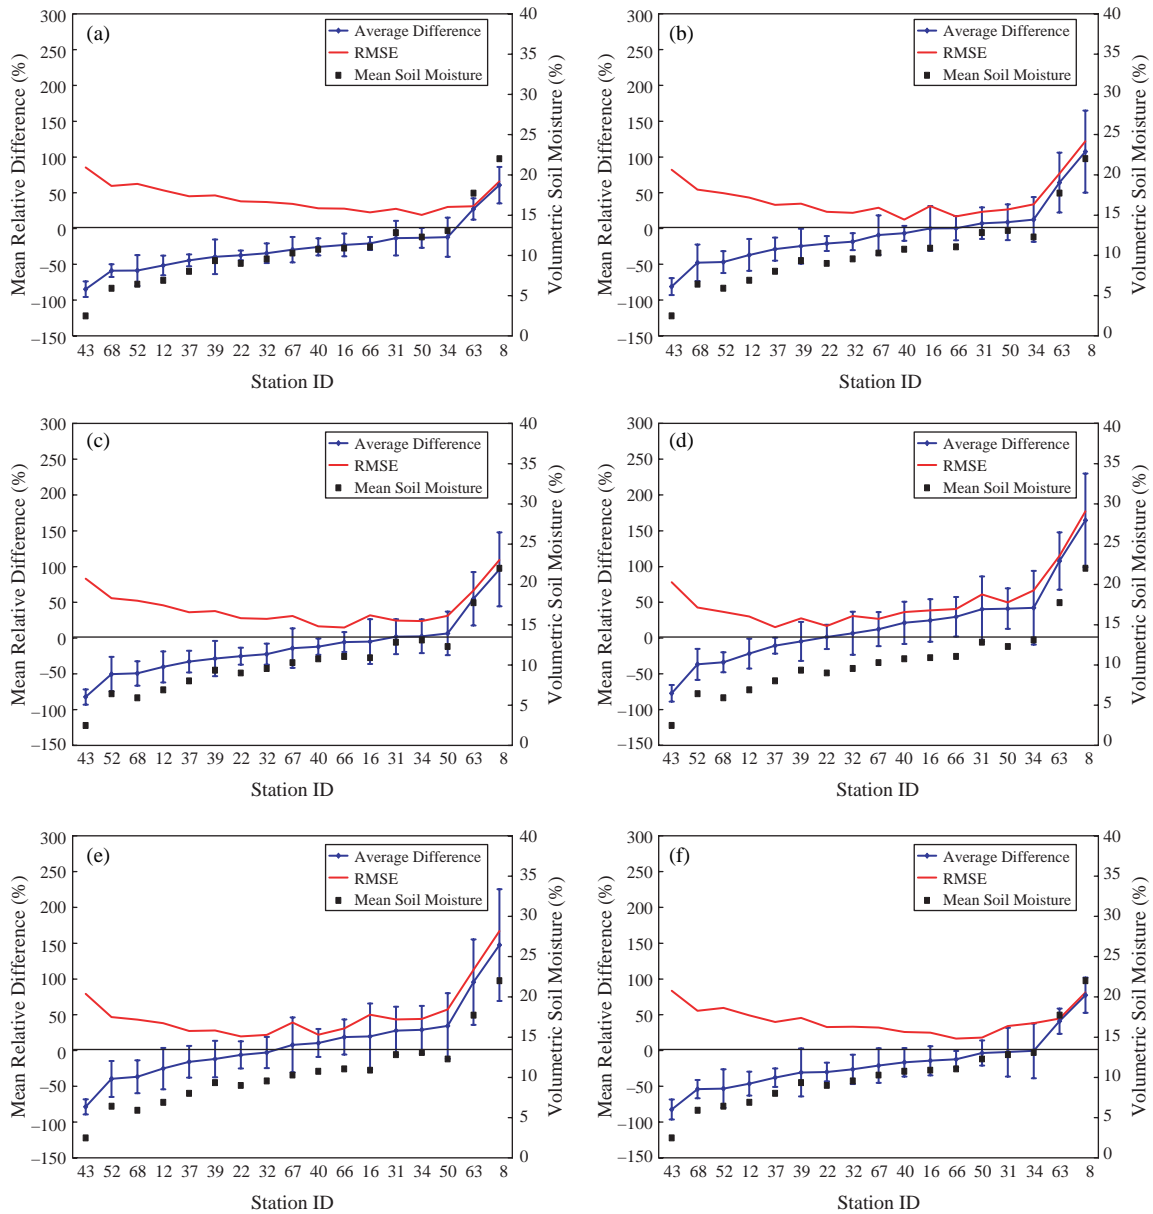 (a)
Average Difference
RMSE
Mean Soil Moisture
Mean Relative Difference (%)
300
250
200
150
100
50
0
−50
−100
−150
40
35
30
25
20
15
10
5
0
Volumetric Soil Moisture (%)
43 68 52 12 37 39 22 32 67 40 16 66 31 50 34 63 8
Station ID
(b)
Average Difference
RMSE
Mean Soil Moisture
Mean Relative Difference (%)
300
250
200
150
100
50
0
−50
−100
−150
40
35
30
25
20
15
10
5
0
Volumetric Soil Moisture (%)
43 68 52 12 37 39 22 32 67 40 16 66 31 50 34 63 8
Station ID
(c)
Average Difference
RMSE
Mean Soil Moisture
Mean Relative Difference (%)
300
250
200
150
100
50
0
−50
−100
−150
40
35
30
25
20
15
10
5
0
Volumetric Soil Moisture (%)
43 52 68 12 37 39 22 32 67 40 66 16 31 34 50 63 8
Station ID
(d)
Average Difference
RMSE
Mean Soil Moisture
Mean Relative Difference (%)
300
250
200
150
100
50
0
−50
−100
−150
40
35
30
25
20
15
10
5
0
Volumetric Soil Moisture (%)
43 52 68 12 37 39 22 32 67 40 16 66 31 50 34 63 8
Station ID
(e)
Average Difference
RMSE
Mean Soil Moisture
Mean Relative Difference (%)
300
250
200
150
100
50
0
−50
−100
−150
40
35
30
25
20
15
10
5
0
Volumetric Soil Moisture (%)
43 52 68 12 37 39 22 32 67 40 66 16 31 34 50 63 8
Station ID
(f)
Average Difference
RMSE
Mean Soil Moisture
Mean Relative Difference (%)
300
250
200
150
100
50
0
−50
−100
−150
40
35
30
25
20
15
10
5
0
Volumetric Soil Moisture (%)
43 68 52 12 37 39 22 32 67 40 16 66 50 31 34 63 8
Station ID